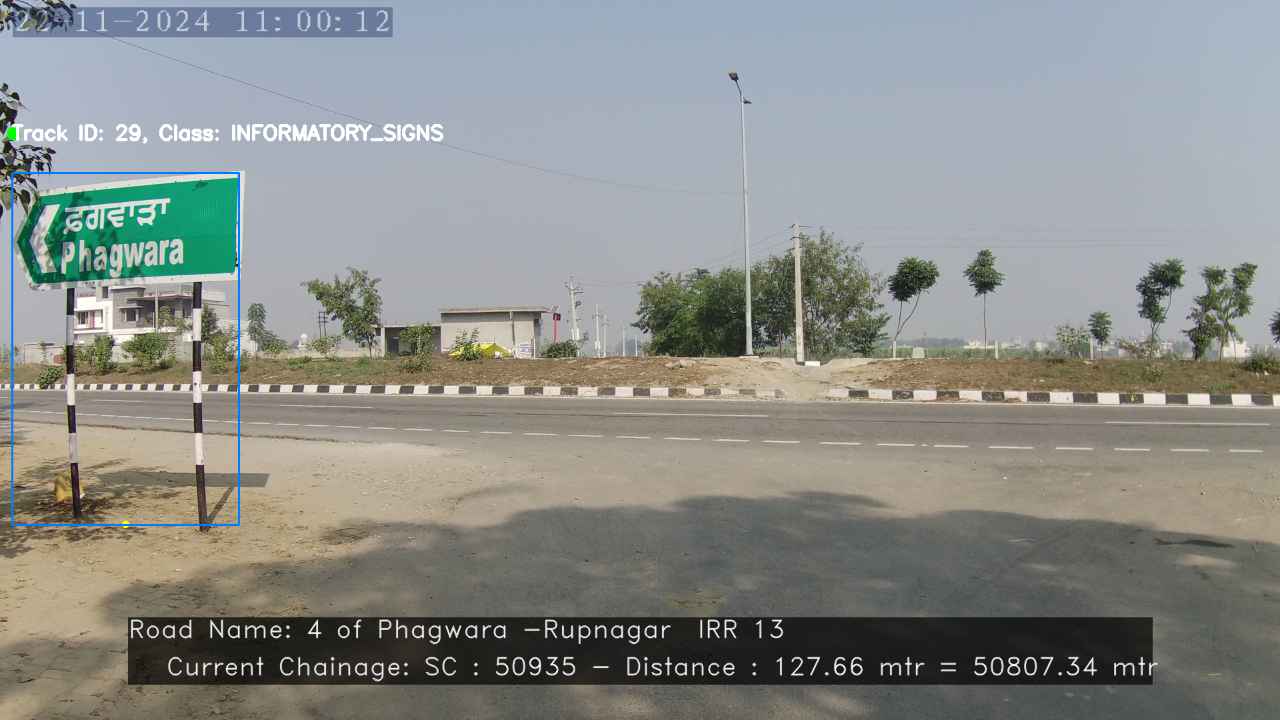 22-11-2024 11:00:12
Track ID: 29, Class: INFORMATORY_SIGNS
ਫਗਵਾੜਾ
Phagwara
Road Name: 4 of Phagwara -Rupnagar IRR 13
Current Chainage: SC : 50935 - Distance : 127.66 mtr = 50807.34 mtr